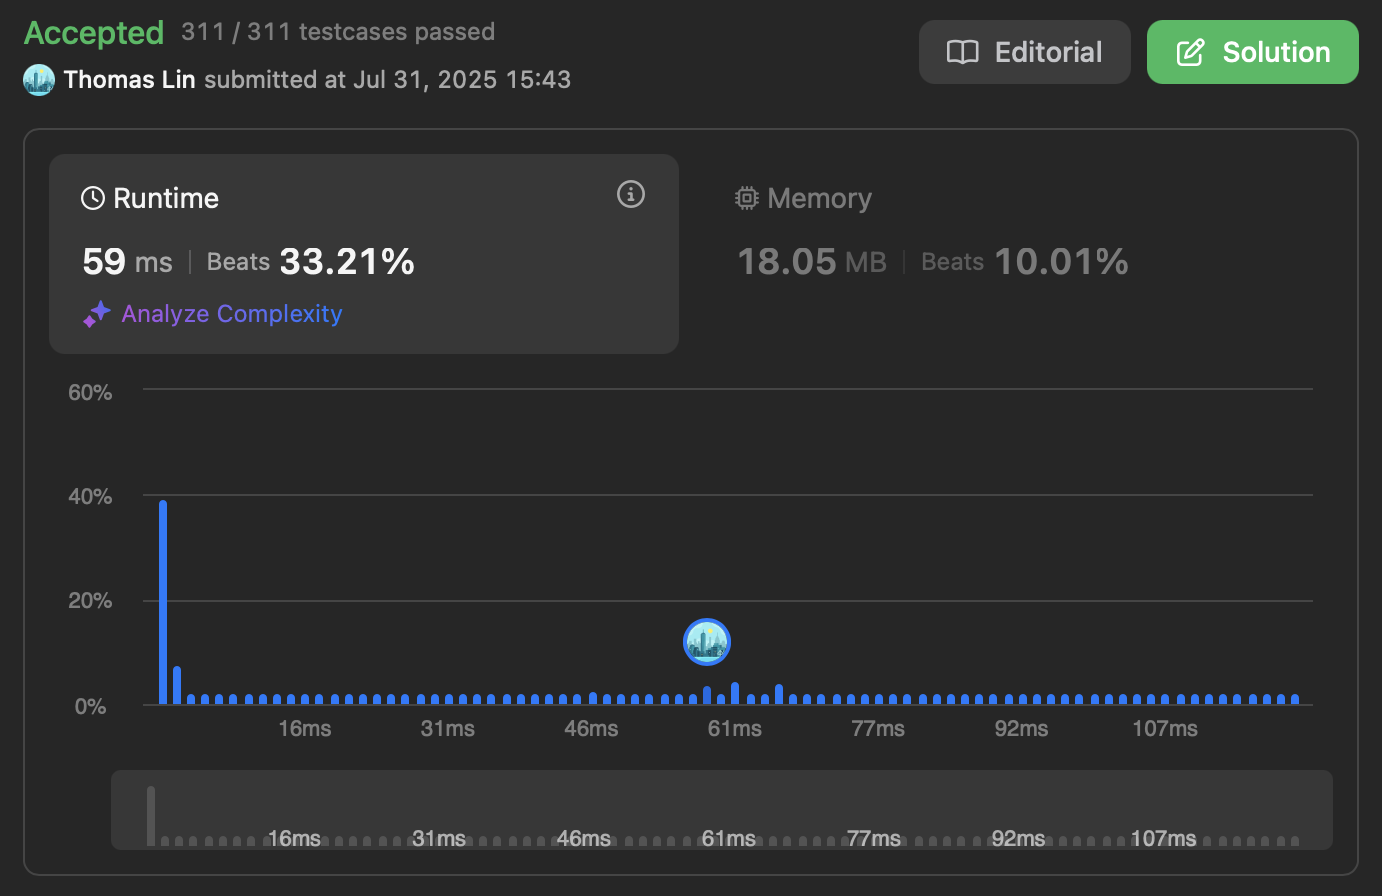 Accepted 311 / 311 testcases passed
Editorial
Solution
Thomas Lin submitted at Jul 31, 2025 15:43
Runtime
59 ms | Beats 33.21%
Analyze Complexity
Memory
18.05 MB | Beats 10.01%
60%
40%
20%
0%
16ms 31ms 46ms 61ms 77ms 92ms 107ms
16ms 31ms 46ms 61ms 77ms 92ms 107ms